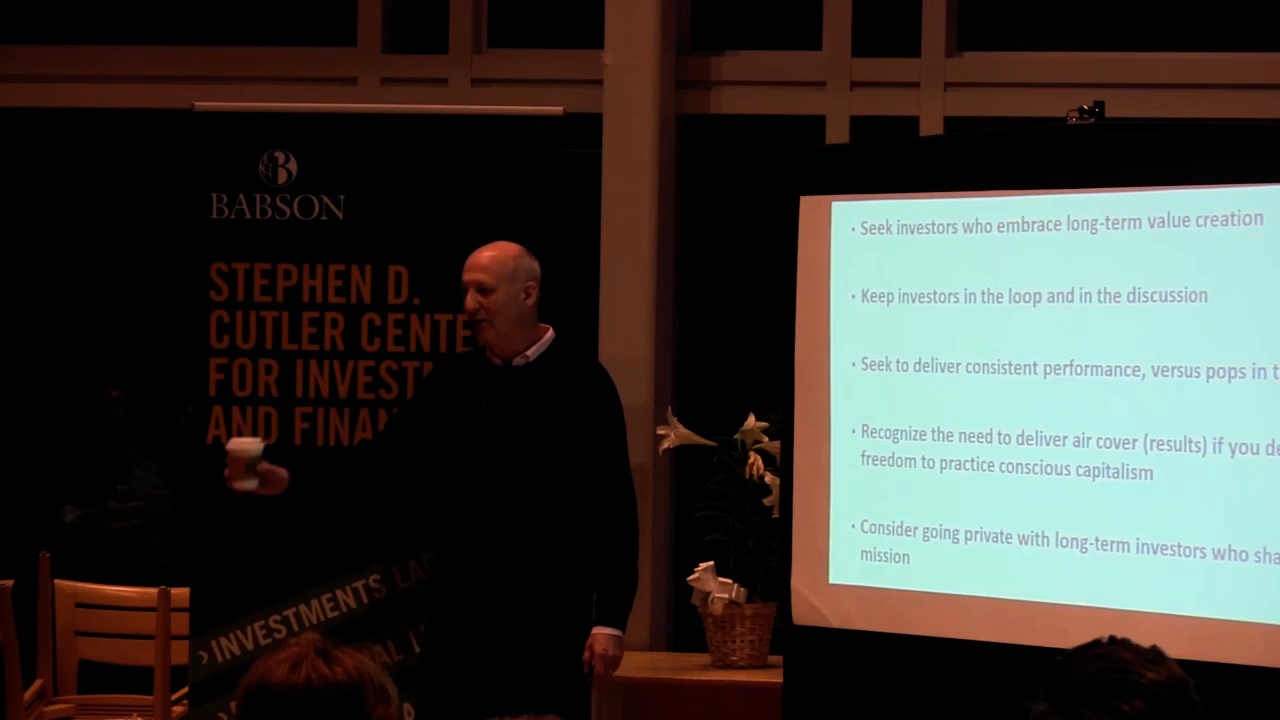 BABSON
STEPHEN D.
CUTLER CENTE
FOR INVESTM
AND FINAN
›INVESTMENTS LAB
• Seek investors who embrace long-term value creation
• Keep investors in the loop and in the discussion
• Seek to deliver consistent performance, versus pops in t
• Recognize the need to deliver air cover (results) if you de
freedom to practice conscious capitalism
• Consider going private with long-term investors who sha
mission